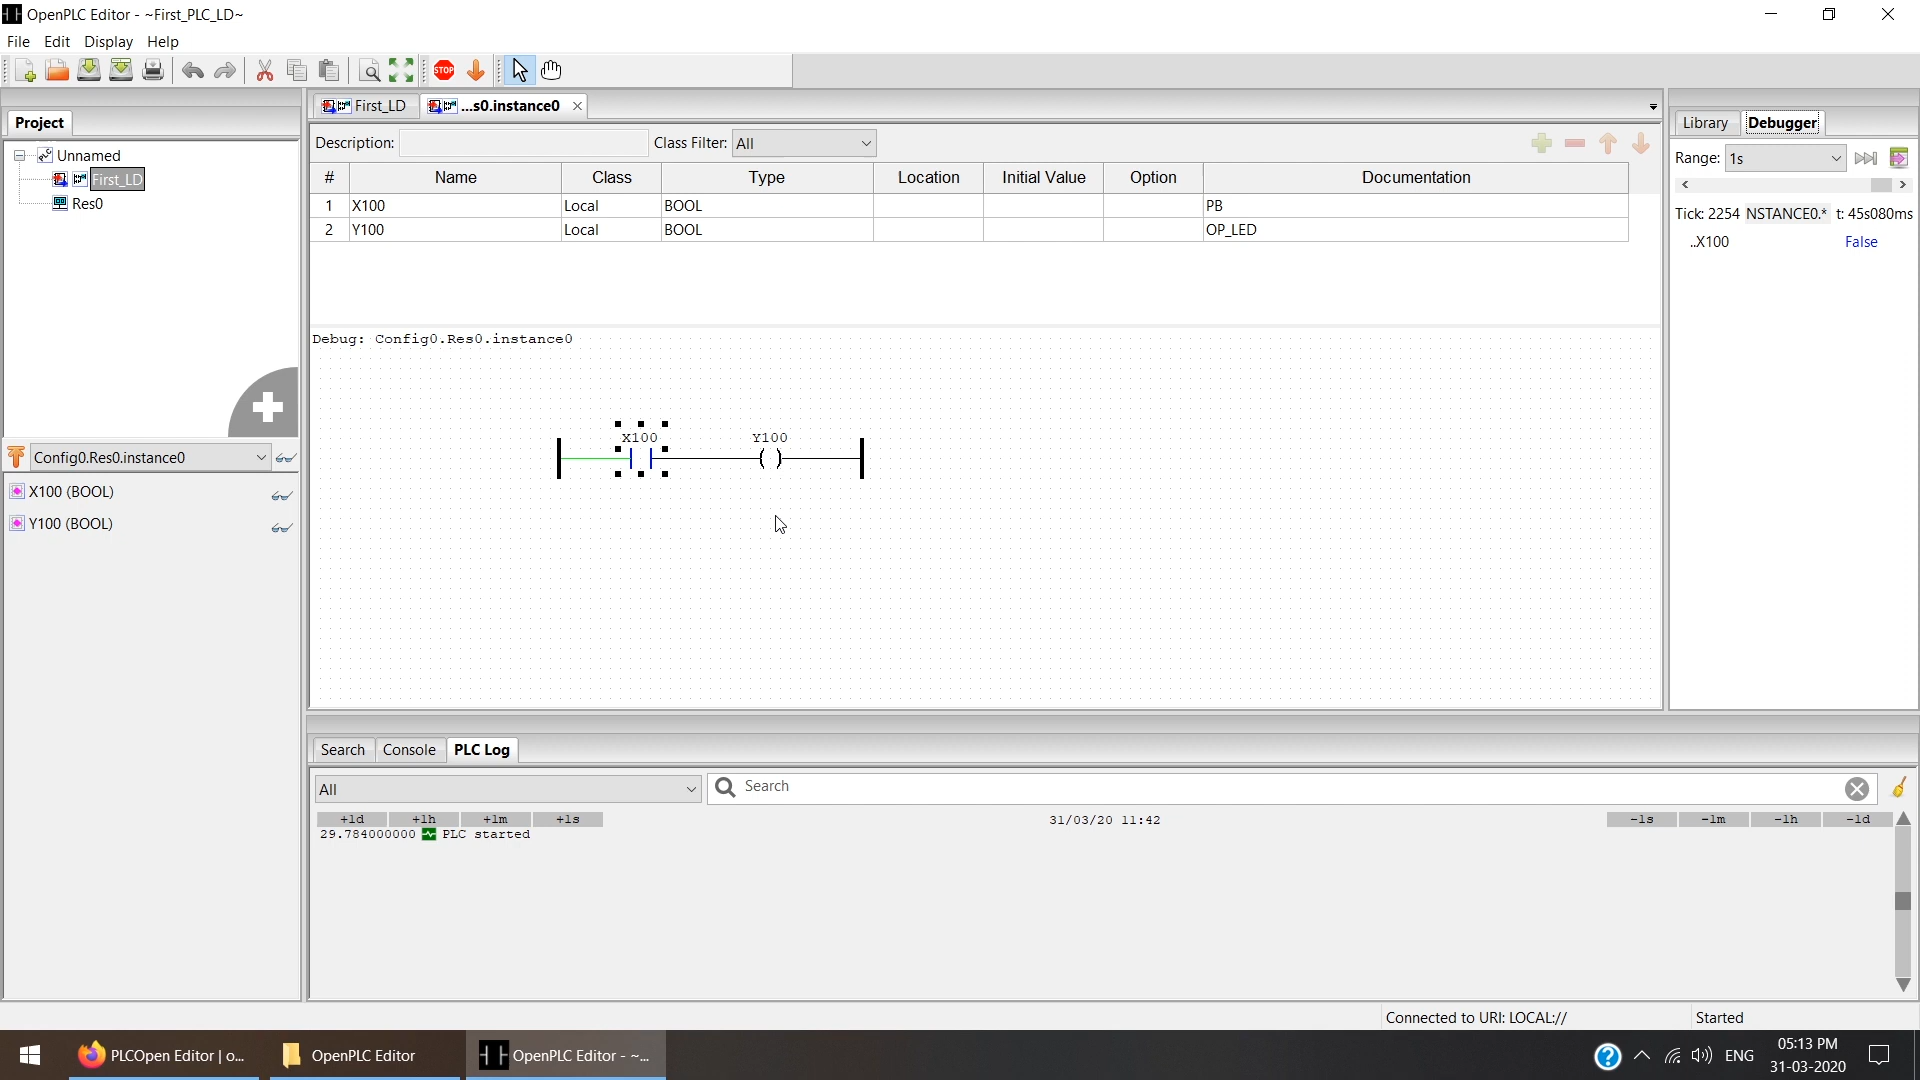 OpenPLC Editor - ~First_PLC_LD~
File Edit Display Help
STOP
Project
Unnamed
First_LD
Res0
Config0.Res0.instance0
X100 (BOOL)
Y100 (BOOL)
First_LD ...s0.instance0
Description: Class Filter: All
# Name Class Type Location Initial Value Option Documentation
1 X100 Local BOOL PB
2 Y100 Local BOOL OP_LED
Debug: Config0.Res0.instance0
X100 Y100
Library Debugger
Range: 1s
Tick: 2254 NSTANCE0.* t: 45s080ms
..X100 False
Search Console PLC Log
All Search
+1d +1h +1m +1s 31/03/20 11:42 -1s -1m -1h -1d
29.784000000 PLC started
Connected to URI: LOCAL:// Started
PLCOpen Editor | o... OpenPLC Editor OpenPLC Editor - ~... ENG 05:13 PM
31-03-2020